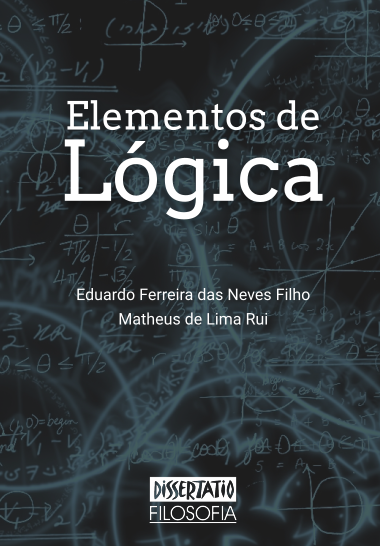 Elementos de
Lógica
Eduardo Ferreira das Neves Filho
Matheus de Lima Rui
DISSERTATIO
FILOSOFIA